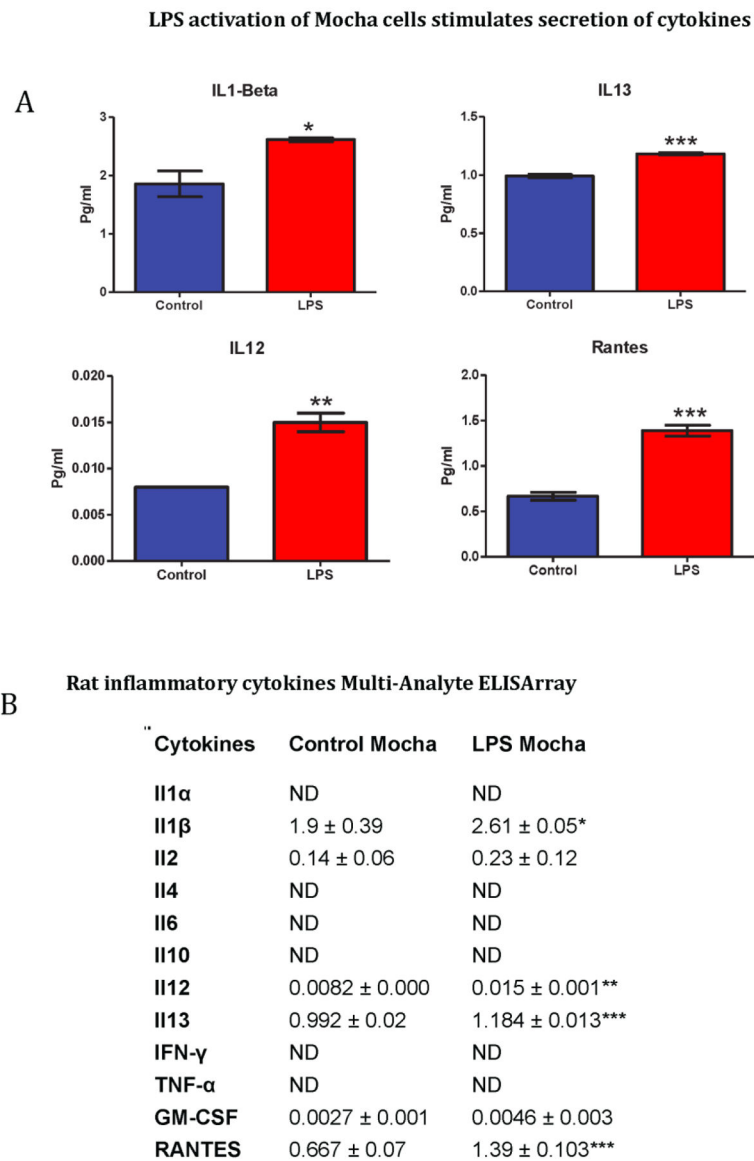 LPS activation of Mocha cells stimulates secretion of cytokines
A
IL1-Beta
Pg/ml
3
2
1
0
*
Control
LPS
IL13
Pg/ml
1.5
1.0
0.5
0.0
***
Control
LPS
IL12
Pg/ml
0.020
0.015
0.010
0.005
0.000
**
Control
LPS
Rantes
Pg/ml
2.0
1.5
1.0
0.5
0.0
***
Control
LPS
B
Rat inflammatory cytokines Multi-Analyte ELISArray
"
Cytokines Control Mocha LPS Mocha
Il1α ND ND
Il1β 1.9 ± 0.39 2.61 ± 0.05*
Il2 0.14 ± 0.06 0.23 ± 0.12
Il4 ND ND
Il6 ND ND
Il10 ND ND
Il12 0.0082 ± 0.000 0.015 ± 0.001**
Il13 0.992 ± 0.02 1.184 ± 0.013***
IFN-γ ND ND
TNF-α ND ND
GM-CSF 0.0027 ± 0.001 0.0046 ± 0.003
RANTES 0.667 ± 0.07 1.39 ± 0.103***